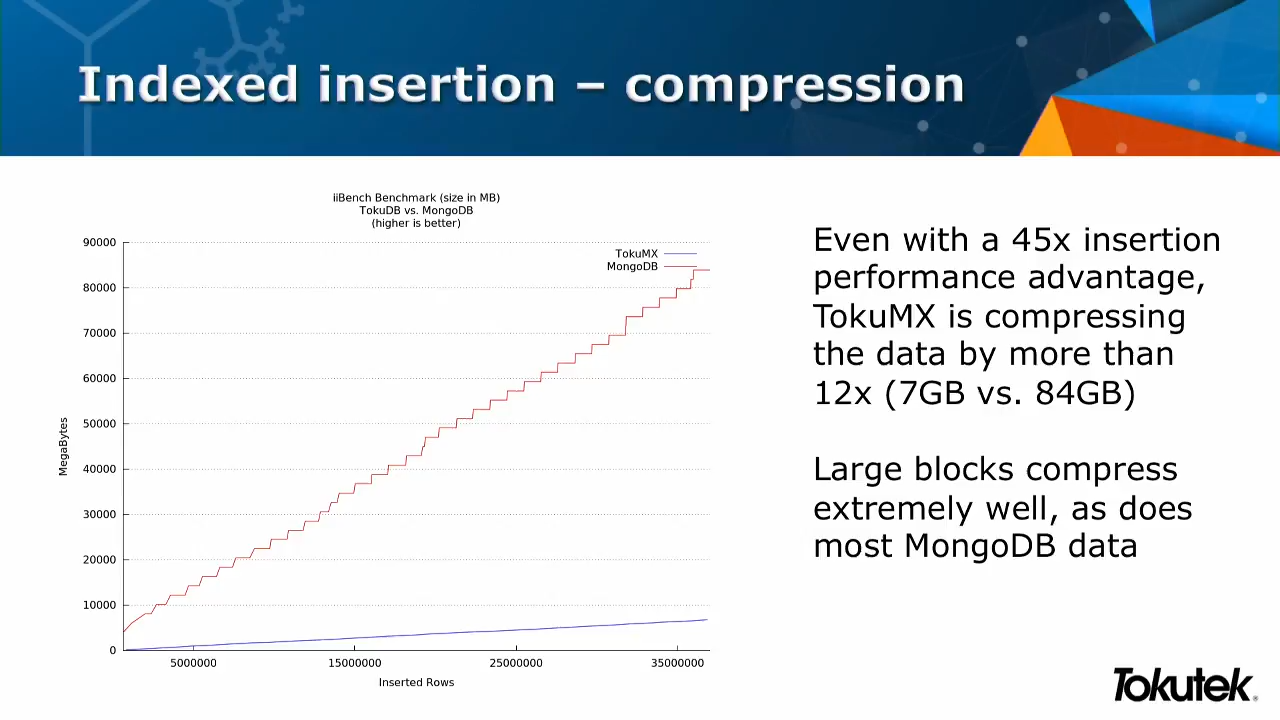 Indexed insertion – compression
iiBench Benchmark (size in MB)
TokuDB vs. MongoDB
(higher is better)
TokuMX
MongoDB
90000
80000
70000
60000
50000
40000
30000
20000
10000
0
MegaBytes
5000000
15000000
25000000
35000000
Inserted Rows
Even with a 45x insertion
performance advantage,
TokuMX is compressing
the data by more than
12x (7GB vs. 84GB)
Large blocks compress
extremely well, as does
most MongoDB data
Tokutek